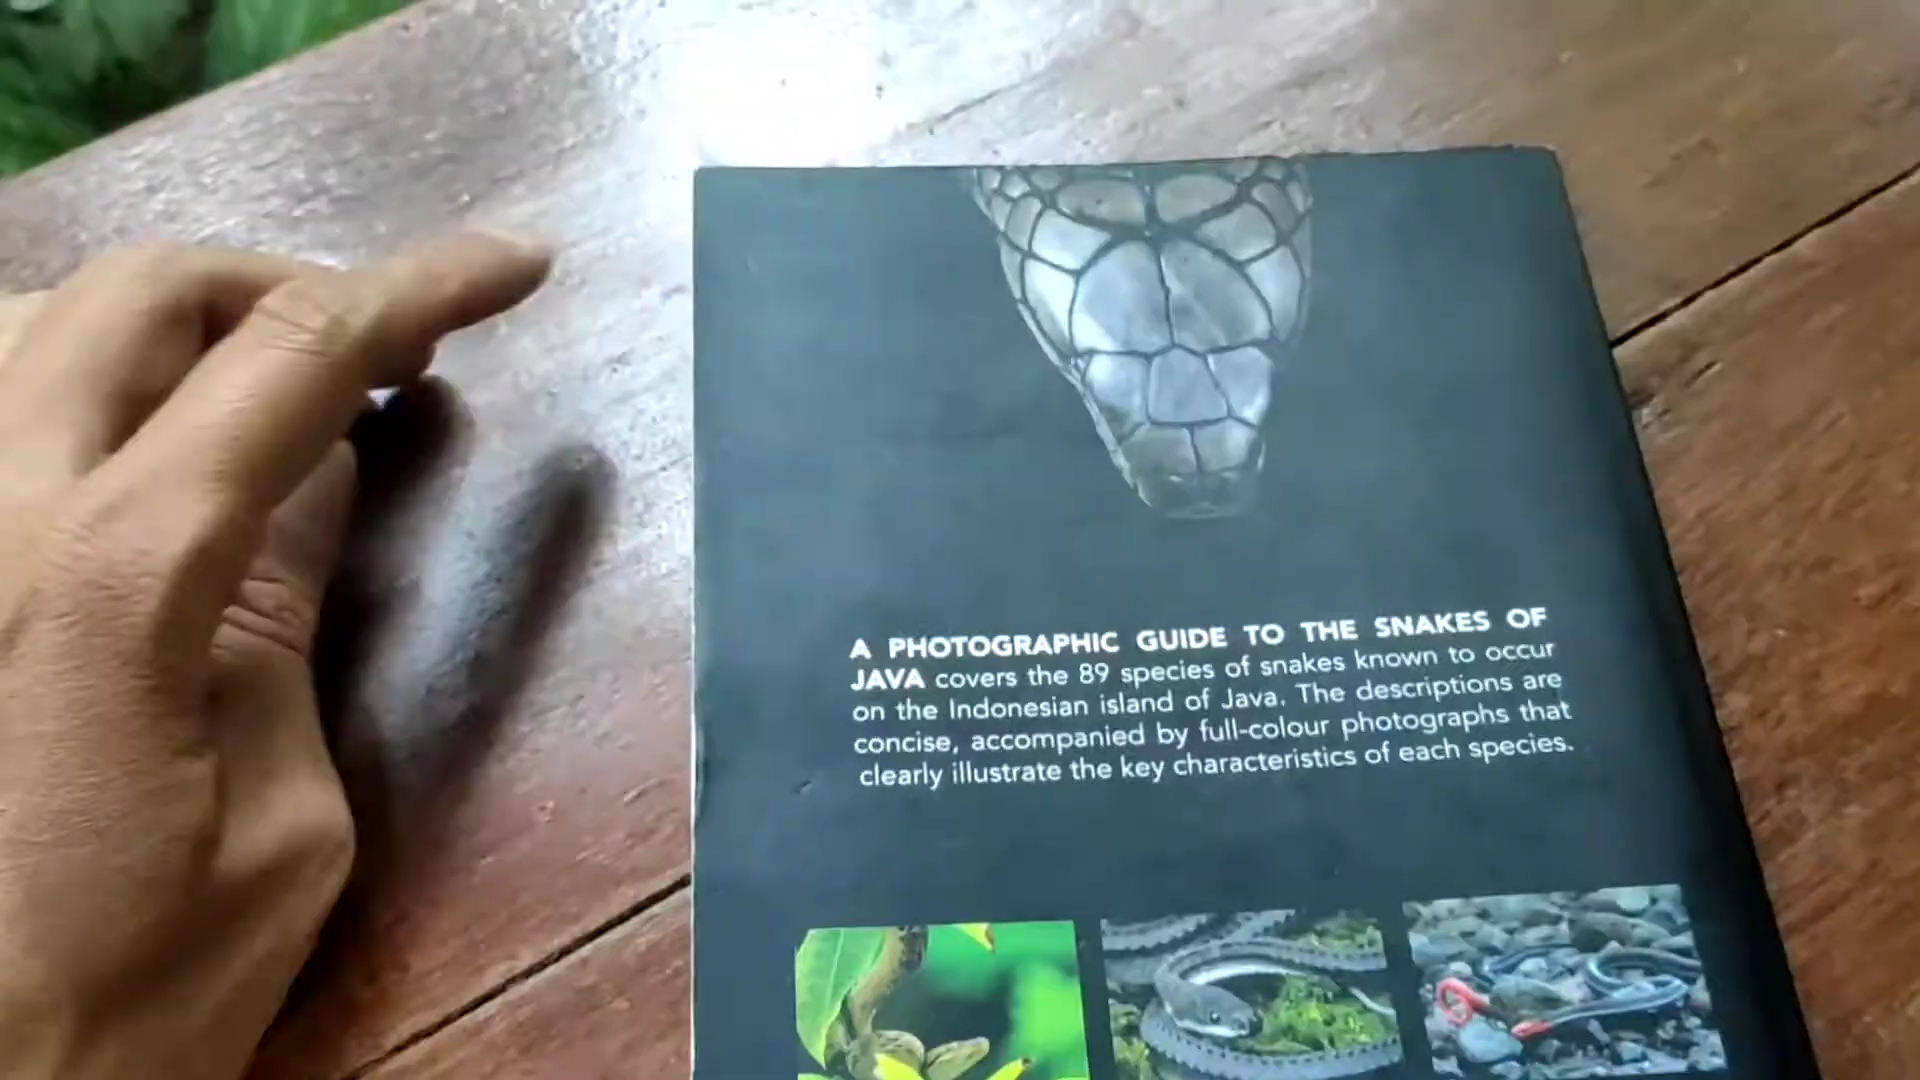 A PHOTOGRAPHIC GUIDE TO THE SNAKES OF
JAVA covers the 89 species of snakes known to occur
on the Indonesian island of Java. The descriptions are
concise, accompanied by full-colour photographs that
clearly illustrate the key characteristics of each species.